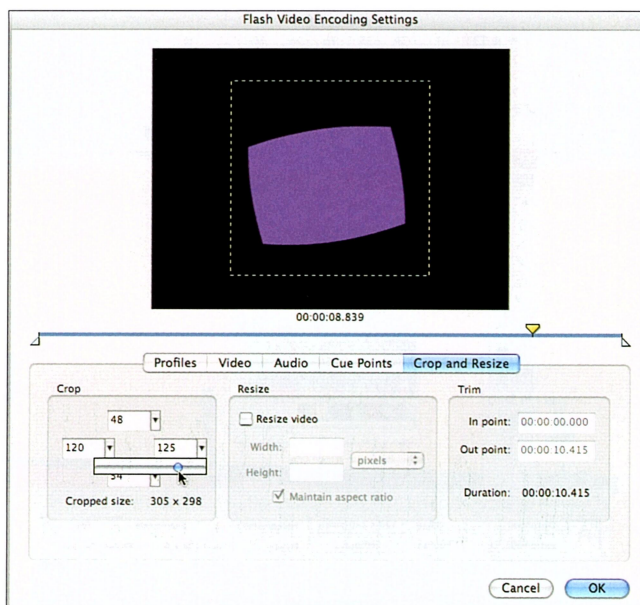 Flash Video Encoding Settings
00:00:08.839
Profiles Video Audio Cue Points Crop and Resize
Crop
48
120 125
Cropped size: 305 x 298
Resize
Resize video
Width:
Height:
pixels
Maintain aspect ratio
Trim
In point: 00:00:00.000
Out point: 00:00:10.415
Duration: 00:00:10.415
Cancel OK